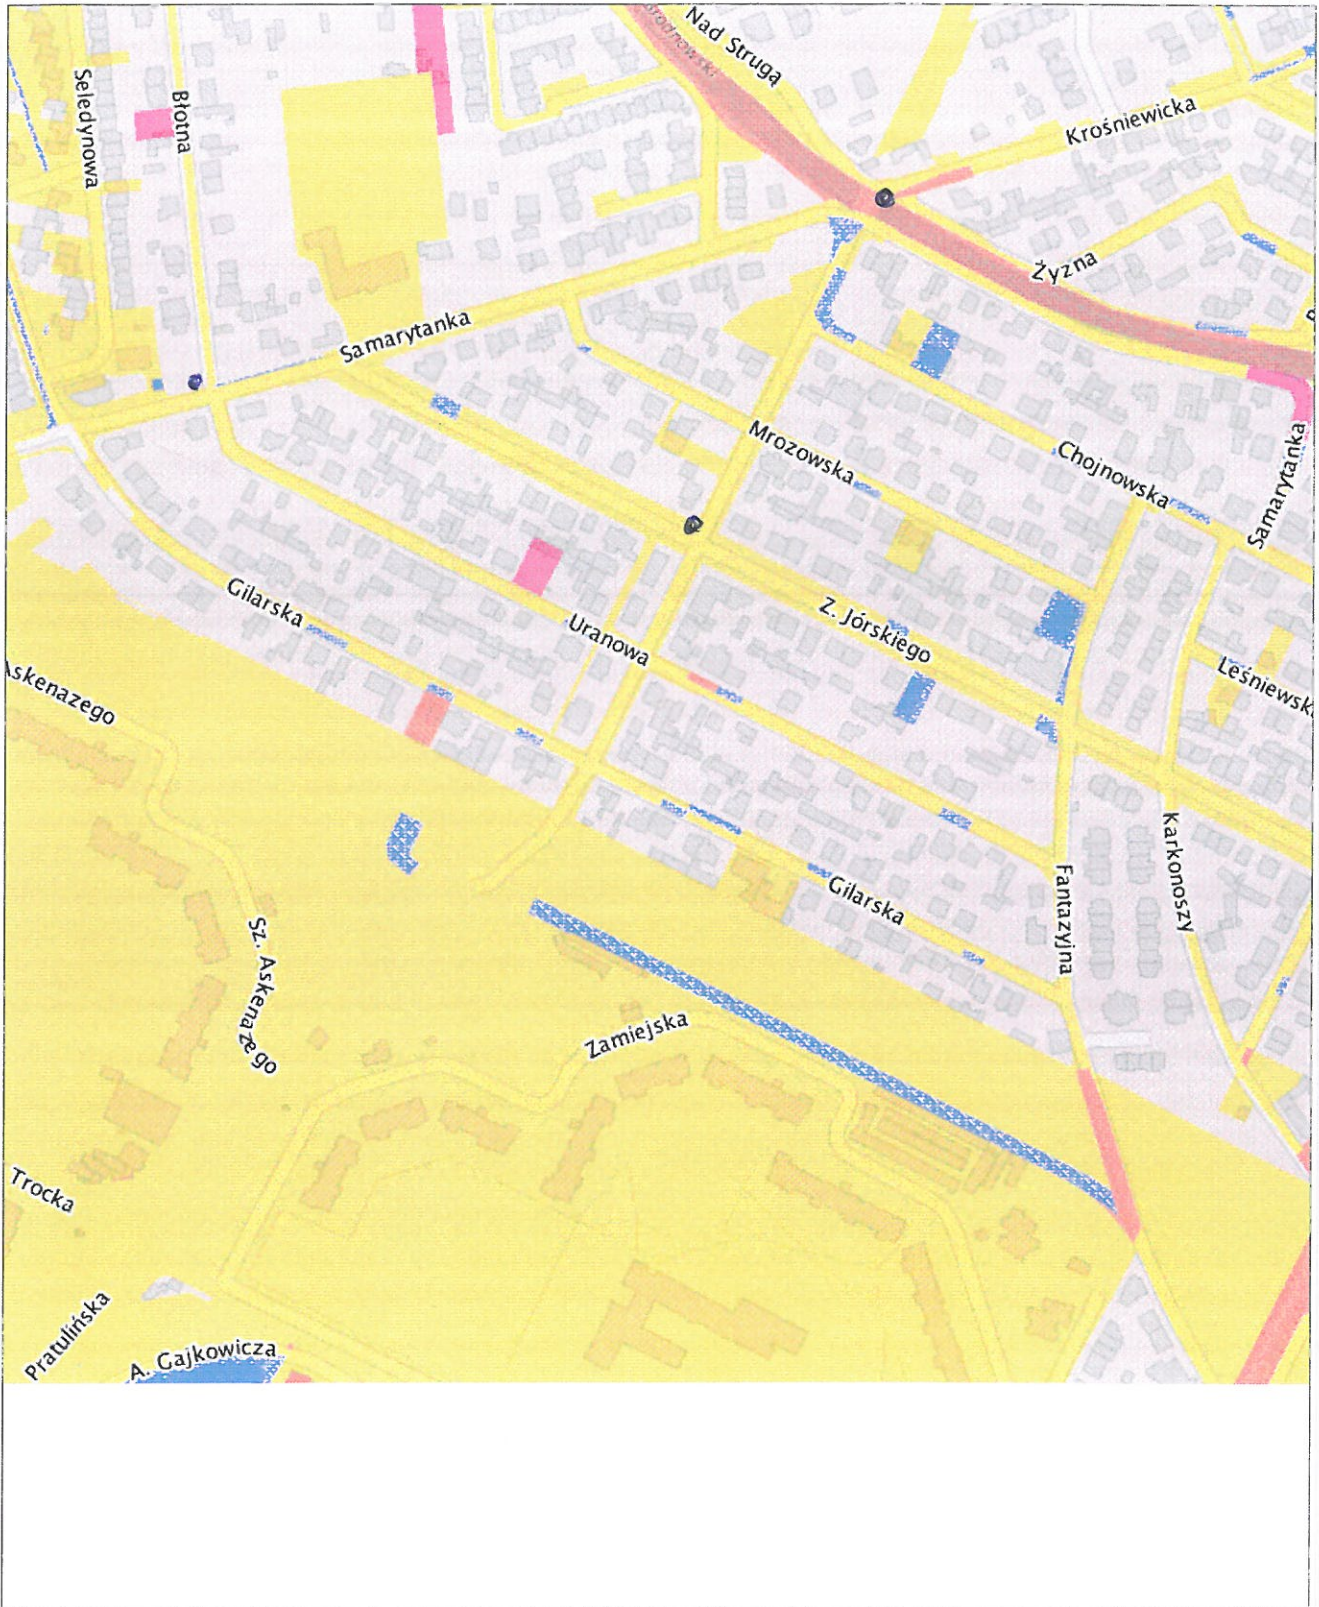 Nad Strugą
Seledynowa
Błotna
Krośniewicka
Żyzna
Samarytanka
Mrozowska
Chojnowska
Samarytanka
Gilarska
Uranowa
Z. Jórskiego
Askenazego
Karkonoszy
Fantazyjna
Gilarska
Sz. Askenazego
Zamiejska
Trocka
Pratulińska
A. Gajkowicza